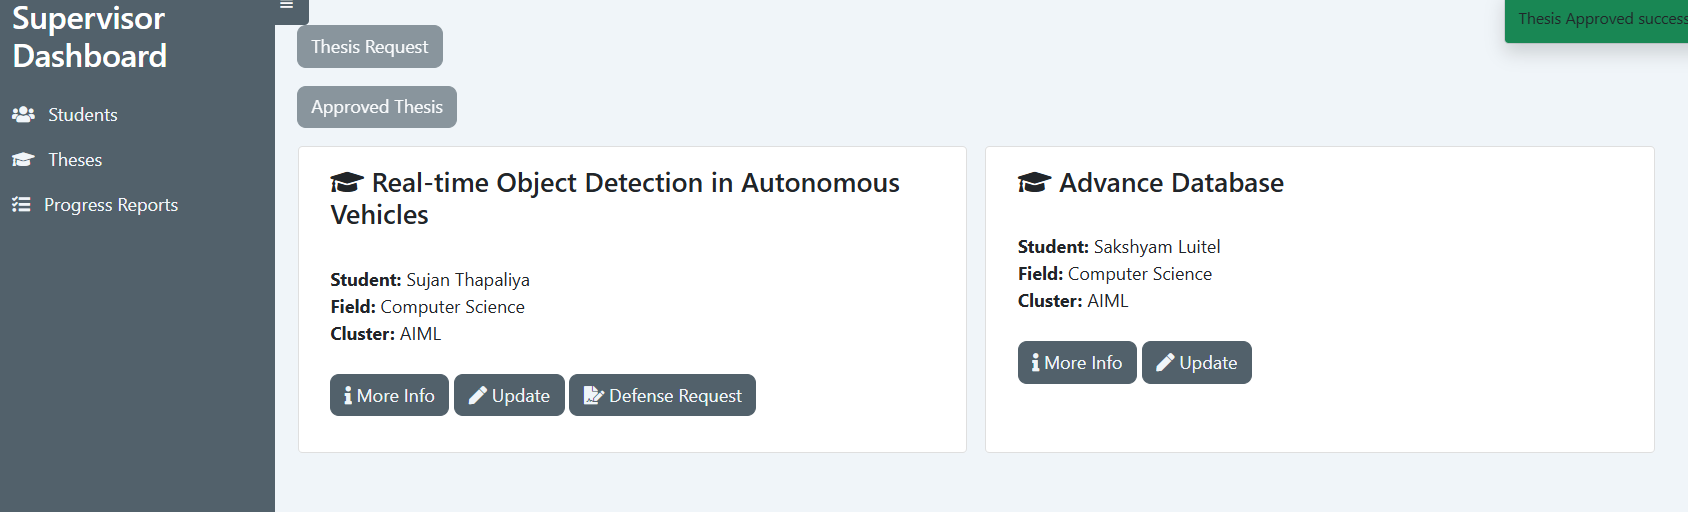 Supervisor
Dashboard
Students
Theses
Progress Reports
Thesis Request
Approved Thesis
Thesis Approved success
Real-time Object Detection in Autonomous
Vehicles
Student: Sujan Thapaliya
Field: Computer Science
Cluster: AIML
More Info
Update
Defense Request
Advance Database
Student: Sakshyam Luitel
Field: Computer Science
Cluster: AIML
More Info
Update